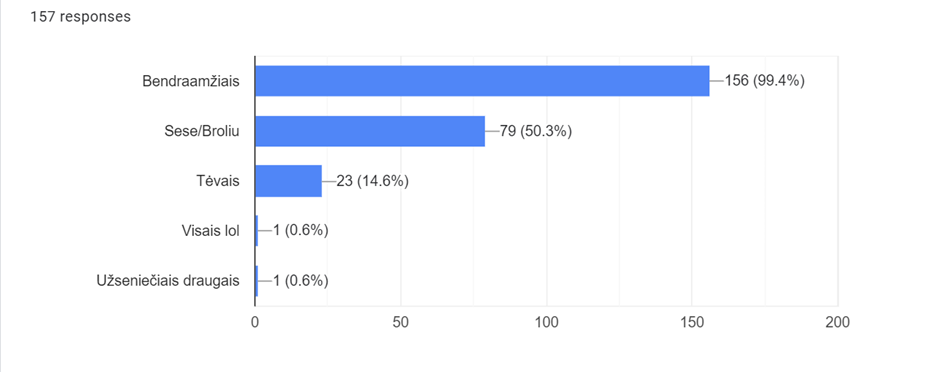 157 responses
Bendraamžiais
156 (99.4%)
Sese/Broliu
79 (50.3%)
Tėvais
23 (14.6%)
Visais lol
1 (0.6%)
Užseniečiais draugais
1 (0.6%)
0 50 100 150 200